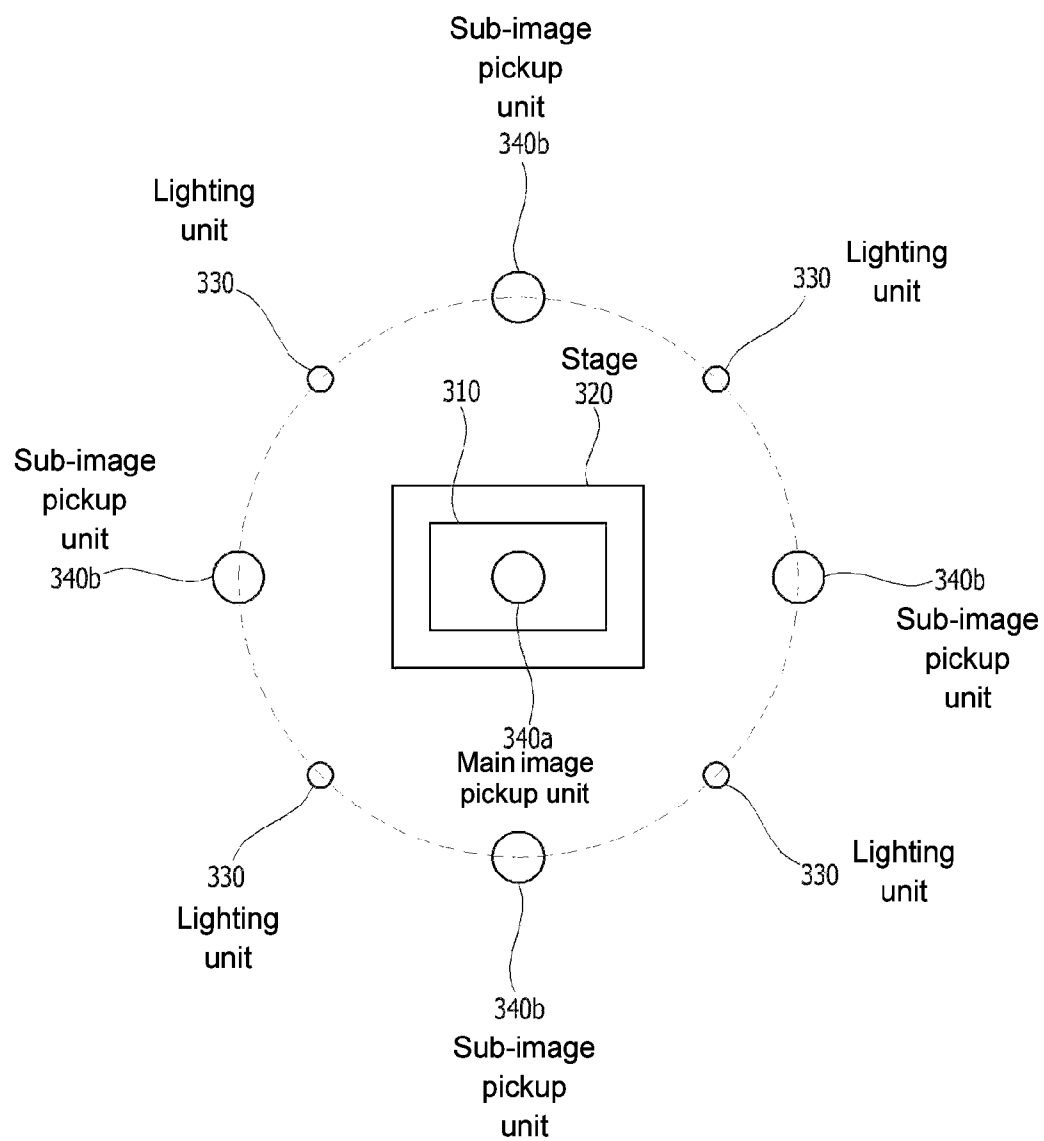 Sub-image
pickup
unit
340b
Lighting
unit
330
Lighting
unit
330
Stage
320
310
Sub-image
pickup
unit
340b
340b
Sub-image
pickup
unit
340a
Main image
pickup unit
330
Lighting
unit
330
Lighting
unit
340b
Sub-image
pickup
unit